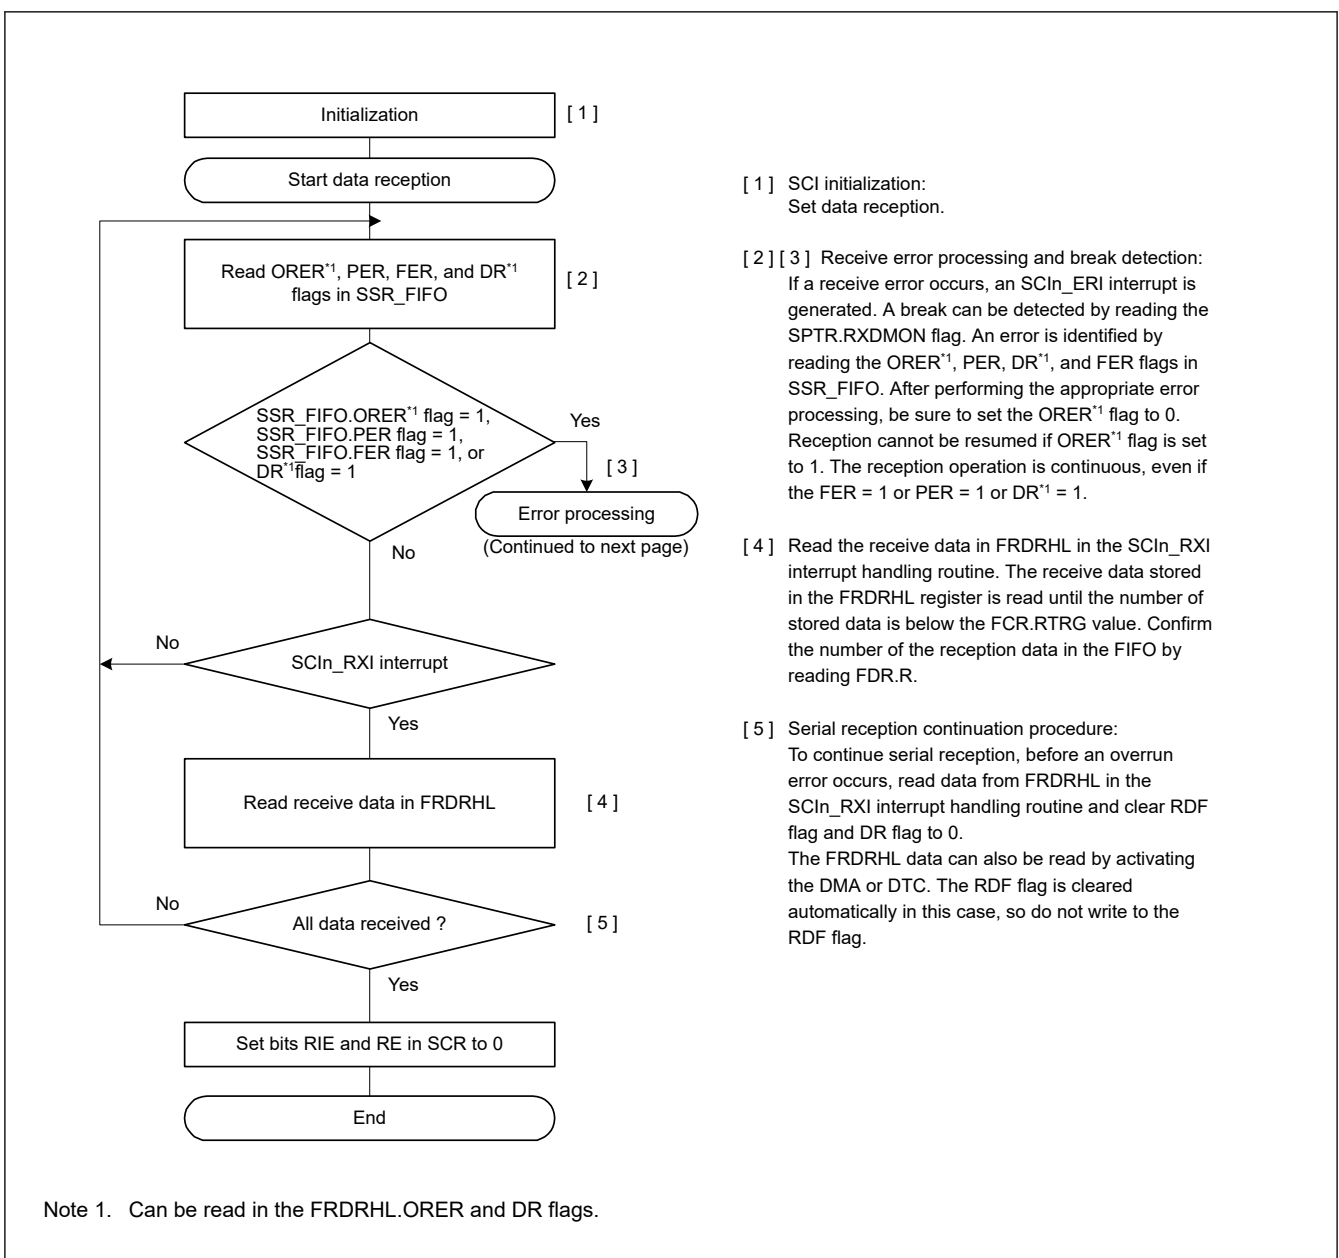 Initialization
[ 1 ]
Start data reception
Read ORER*1, PER, FER, and DR*1
flags in SSR_FIFO
[ 2 ]
SSR_FIFO.ORER*1 flag = 1,
SSR_FIFO.PER flag = 1,
SSR_FIFO.FER flag = 1, or
DR*1flag = 1
Yes
[ 3 ]
Error processing
(Continued to next page)
No
SCIn_RXI interrupt
No
Yes
Read receive data in FRDRHL
[ 4 ]
All data received ?
No
[ 5 ]
Yes
Set bits RIE and RE in SCR to 0
End
[ 1 ] SCI initialization:
Set data reception.
[ 2 ] [ 3 ] Receive error processing and break detection:
If a receive error occurs, an SCIn_ERI interrupt is
generated. A break can be detected by reading the
SPTR.RXDMON flag. An error is identified by
reading the ORER*1, PER, DR*1, and FER flags in
SSR_FIFO. After performing the appropriate error
processing, be sure to set the ORER*1 flag to 0.
Reception cannot be resumed if ORER*1 flag is set
to 1. The reception operation is continuous, even if
the FER = 1 or PER = 1 or DR*1 = 1.
[ 4 ] Read the receive data in FRDRHL in the SCIn_RXI
interrupt handling routine. The receive data stored
in the FRDRHL register is read until the number of
stored data is below the FCR.RTRG value. Confirm
the number of the reception data in the FIFO by
reading FDR.R.
[ 5 ] Serial reception continuation procedure:
To continue serial reception, before an overrun
error occurs, read data from FRDRHL in the
SCIn_RXI interrupt handling routine and clear RDF
flag and DR flag to 0.
The FRDRHL data can also be read by activating
the DMA or DTC. The RDF flag is cleared
automatically in this case, so do not write to the
RDF flag.
Note 1. Can be read in the FRDRHL.ORER and DR flags.